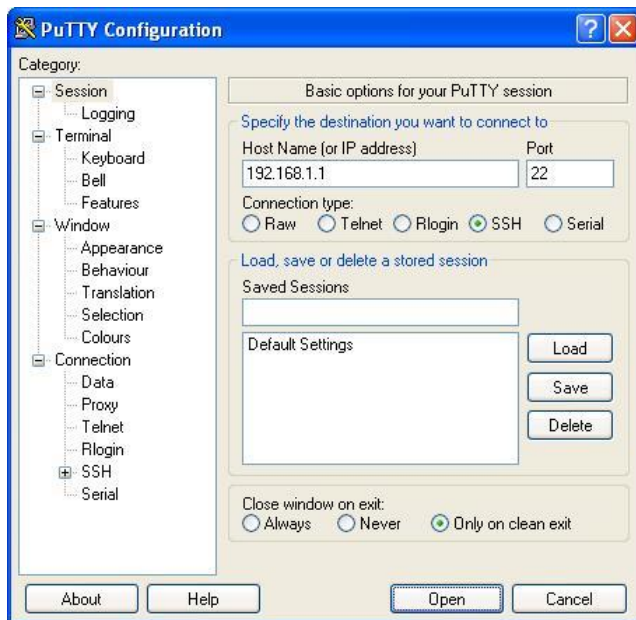 PuTTY Configuration
Category:
Session
Logging
Terminal
Keyboard
Bell
Features
Window
Appearance
Behaviour
Translation
Selection
Colours
Connection
Data
Proxy
Telnet
Rlogin
SSH
Serial
Basic options for your PuTTY session
Specify the destination you want to connect to
Host Name (or IP address) Port
192.168.1.1 22
Connection type:
Raw Telnet Rlogin SSH Serial
Load, save or delete a stored session
Saved Sessions
Default Settings
Load
Save
Delete
Close window on exit:
Always Never Only on clean exit
About Help Open Cancel